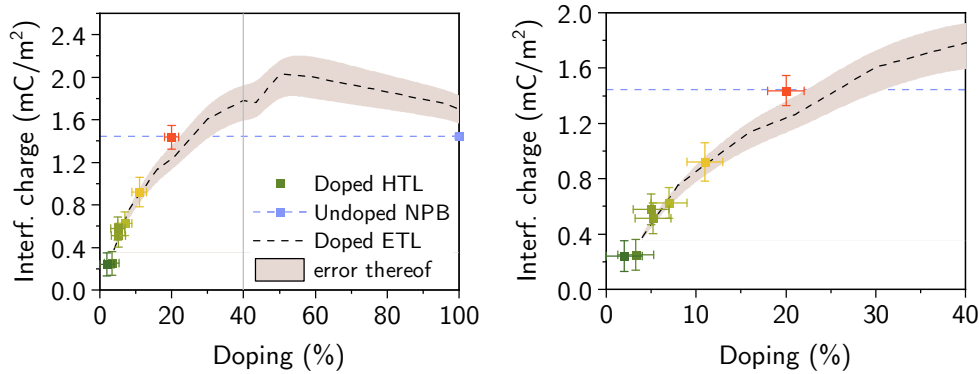 Interf. charge (mC/m²)
2.4
2.0
1.6
1.2
0.8
0.4
0.0
Doped HTL
Undoped NPB
Doped ETL
error thereof
0 20 40 60 80 100
Doping (%)
Interf. charge (mC/m²)
2.0
1.6
1.2
0.8
0.4
0.0
0 10 20 30 40
Doping (%)